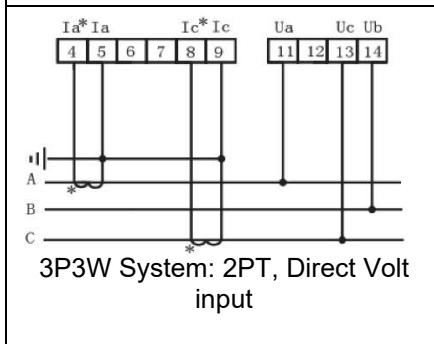 Ia* Ia Ic* Ic Ua Uc Ub
4 5 6 7 8 9 11 12 13 14
A
*
B
C
*
3P3W System: 2PT, Direct Volt
input